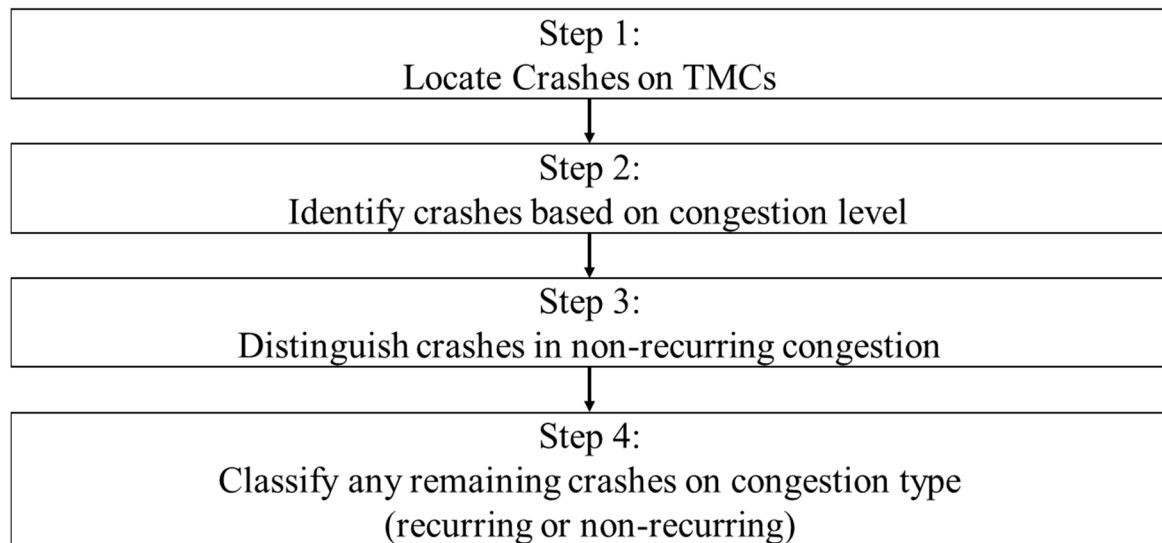 Step 1:
Locate Crashes on TMCs
Step 2:
Identify crashes based on congestion level
Step 3:
Distinguish crashes in non-recurring congestion
Step 4:
Classify any remaining crashes on congestion type
(recurring or non-recurring)